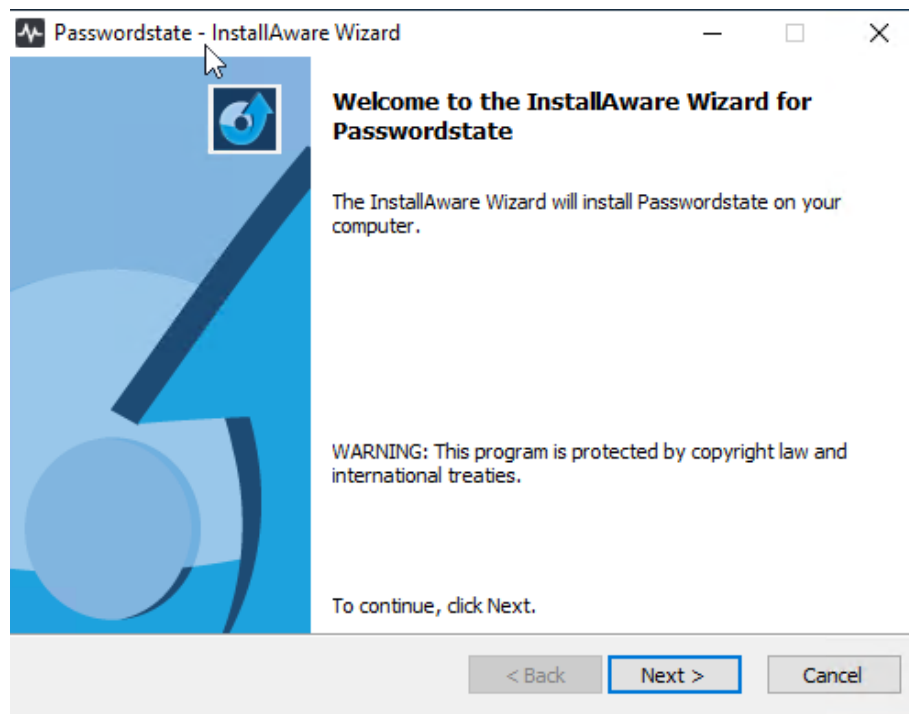 Passwordstate - InstallAware Wizard
Welcome to the InstallAware Wizard for
Passwordstate
The InstallAware Wizard will install Passwordstate on your
computer.
WARNING: This program is protected by copyright law and
international treaties.
To continue, click Next.
< Back
Next >
Cancel